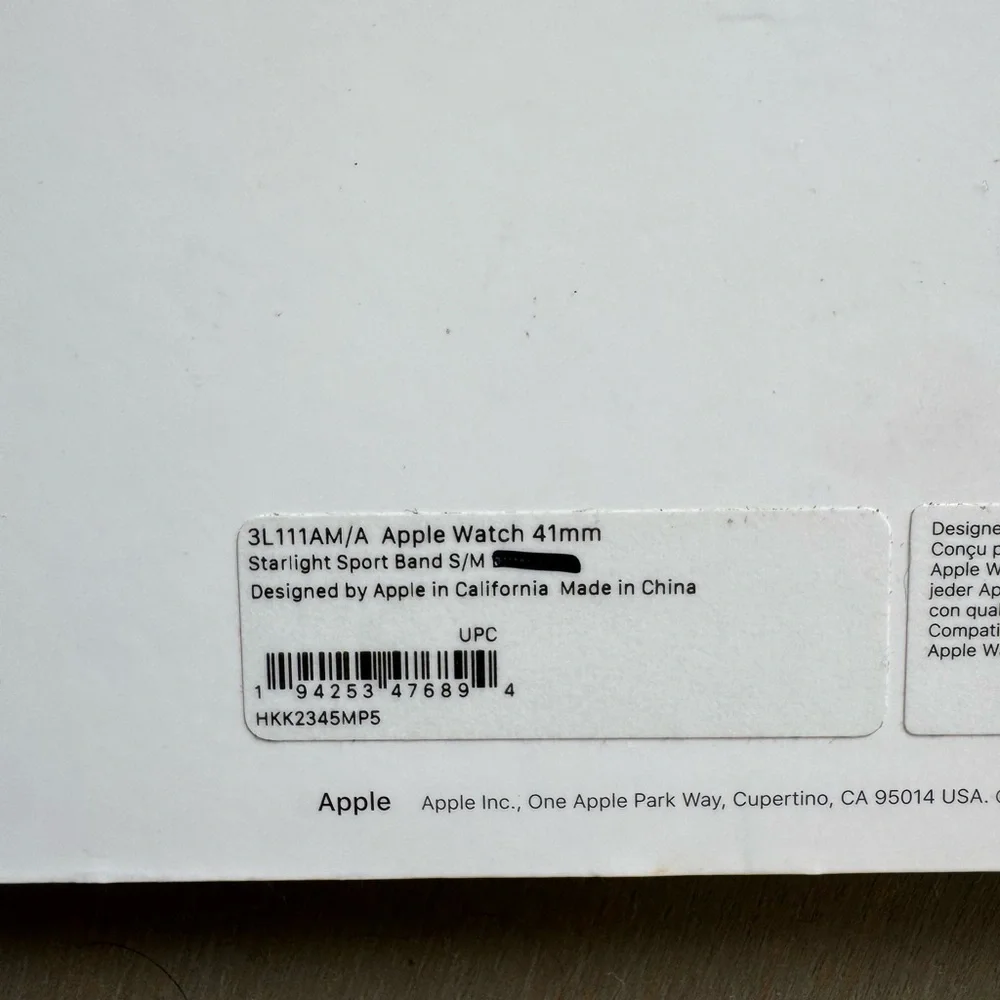 3L111AM/A Apple Watch 41mm
Starlight Sport Band S/M
Designed by Apple in California Made in China
UPC
1 94253 47689 4
HKK2345MP5
Designe
Conçu p
Apple W
jeder Ap
con qua
Compati
Apple Wa
Apple Apple Inc., One Apple Park Way, Cupertino, CA 95014 USA.